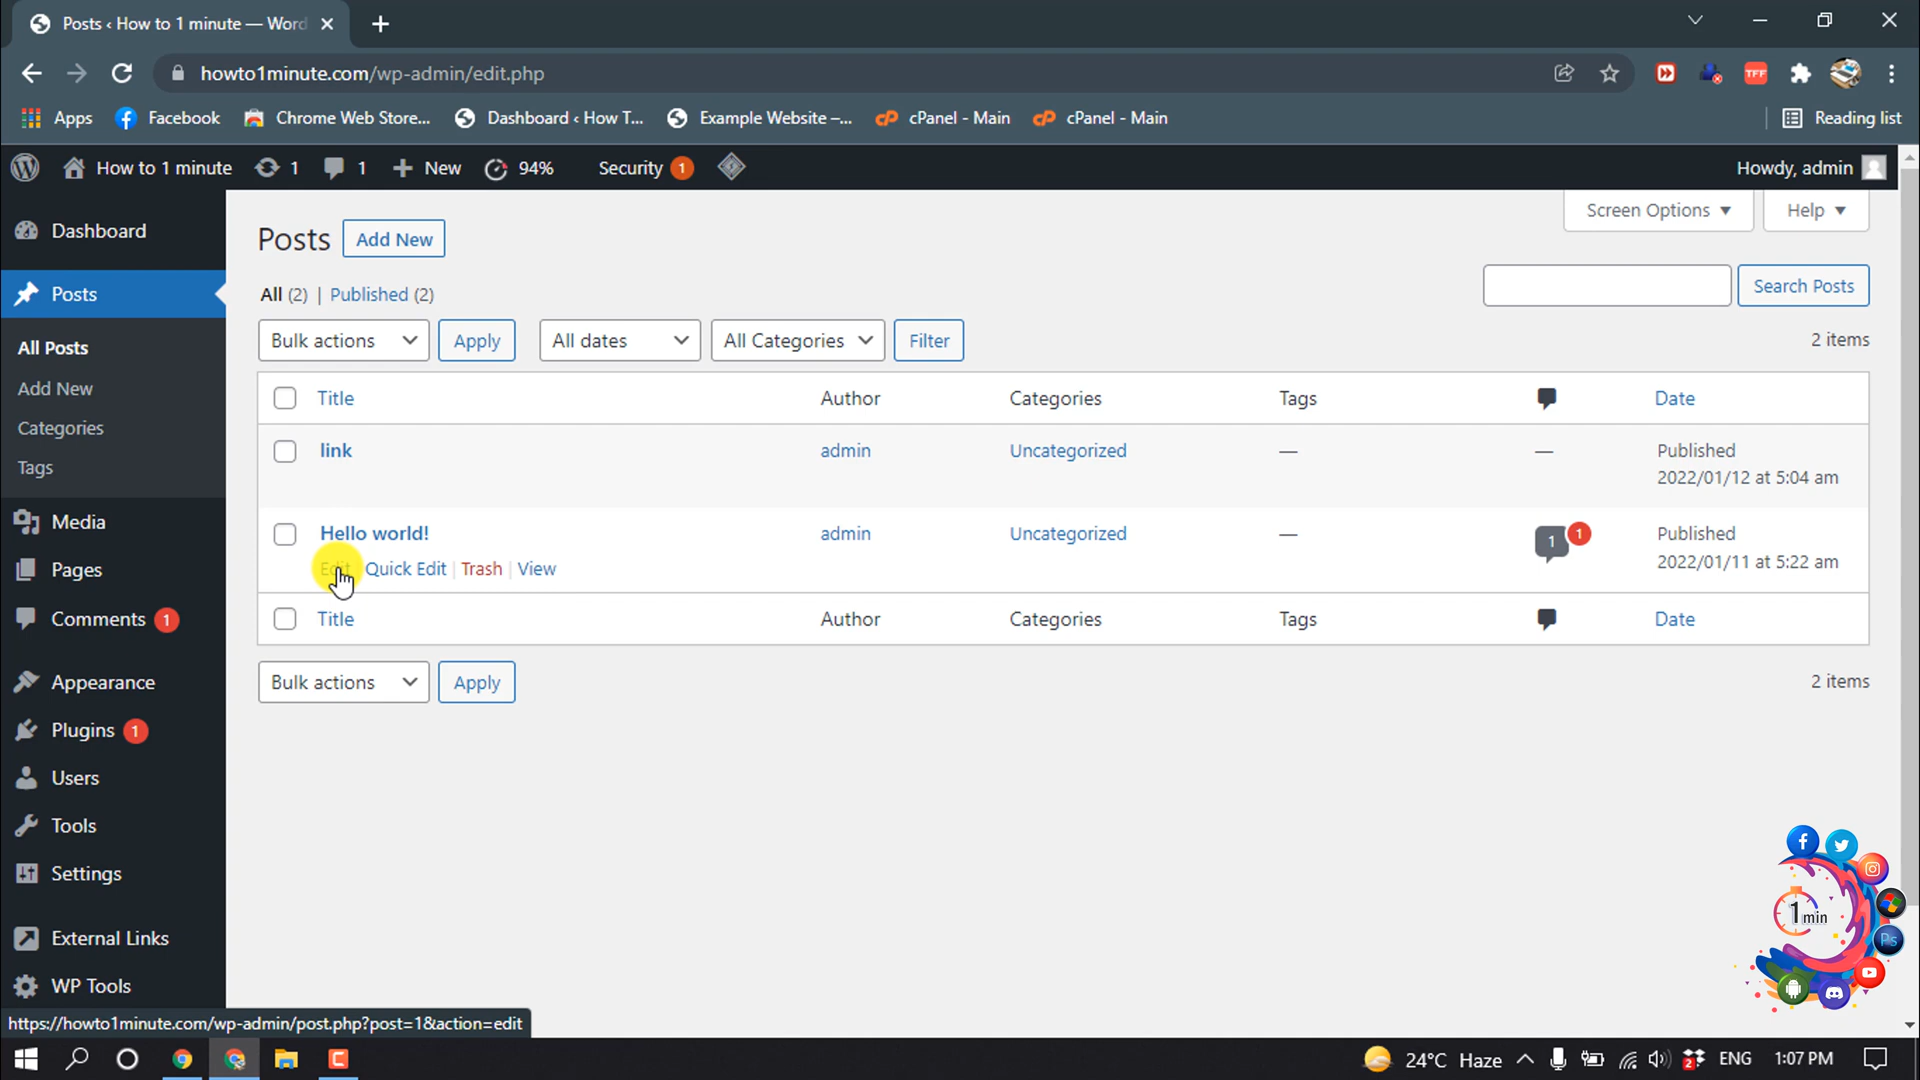 Posts ‹ How to 1 minute — Word
howto1minute.com/wp-admin/edit.php
TFF
Apps
Facebook
Chrome Web Store...
Dashboard ‹ How T...
Example Website –...
cPanel - Main
cPanel - Main
Reading list
How to 1 minute
1
1
New
94%
Security 1
Howdy, admin
Screen Options
Help
Dashboard
Posts
All Posts
Add New
Categories
Tags
Media
Pages
Comments 1
Appearance
Plugins 1
Users
Tools
Settings
External Links
WP Tools
Posts
Add New
All (2) | Published (2)
Search Posts
Bulk actions
Apply
All dates
All Categories
Filter
2 items
Title Author Categories Tags Date
link admin Uncategorized — — Published
2022/01/12 at 5:04 am
Hello world! admin Uncategorized — 1 1 Published
2022/01/11 at 5:22 am
Edit | Quick Edit | Trash | View
Title Author Categories Tags Date
Bulk actions
Apply
2 items
1 min
Ps
https://howto1minute.com/wp-admin/post.php?post=1&action=edit
24°C Haze
2
ENG
1:07 PM